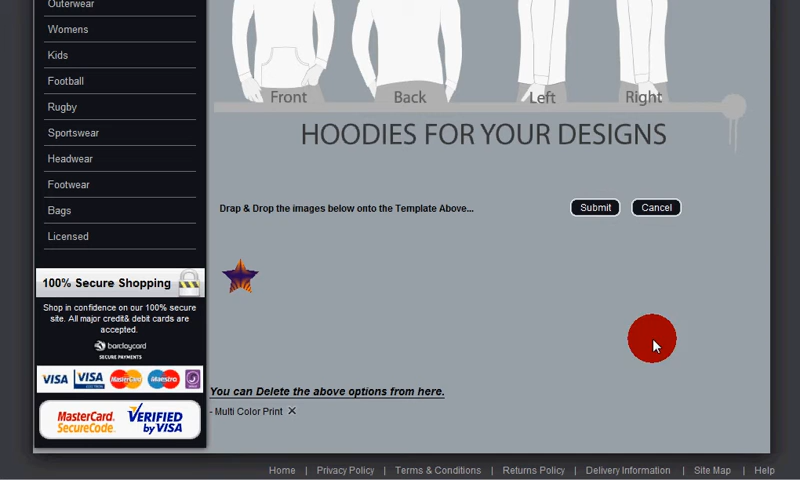 Outerwear
Womens
Kids
Football
Rugby
Sportswear
Headwear
Footwear
Bags
Licensed
100% Secure Shopping
Shop in confidence on our 100% secure
site. All major credit& debit cards are
accepted.
barclaycard
SECURE PAYMENTS
VISA VISA MasterCard Maestro
MasterCard. SecureCode.
VERIFIED by VISA
Front Back Left Right
HOODIES FOR YOUR DESIGNS
Drap & Drop the images below onto the Template Above...
Submit Cancel
You can Delete the above options from here.
- Multi Color Print ✕
Home | Privacy Policy | Terms & Conditions | Returns Policy | Delivery Information | Site Map | Help